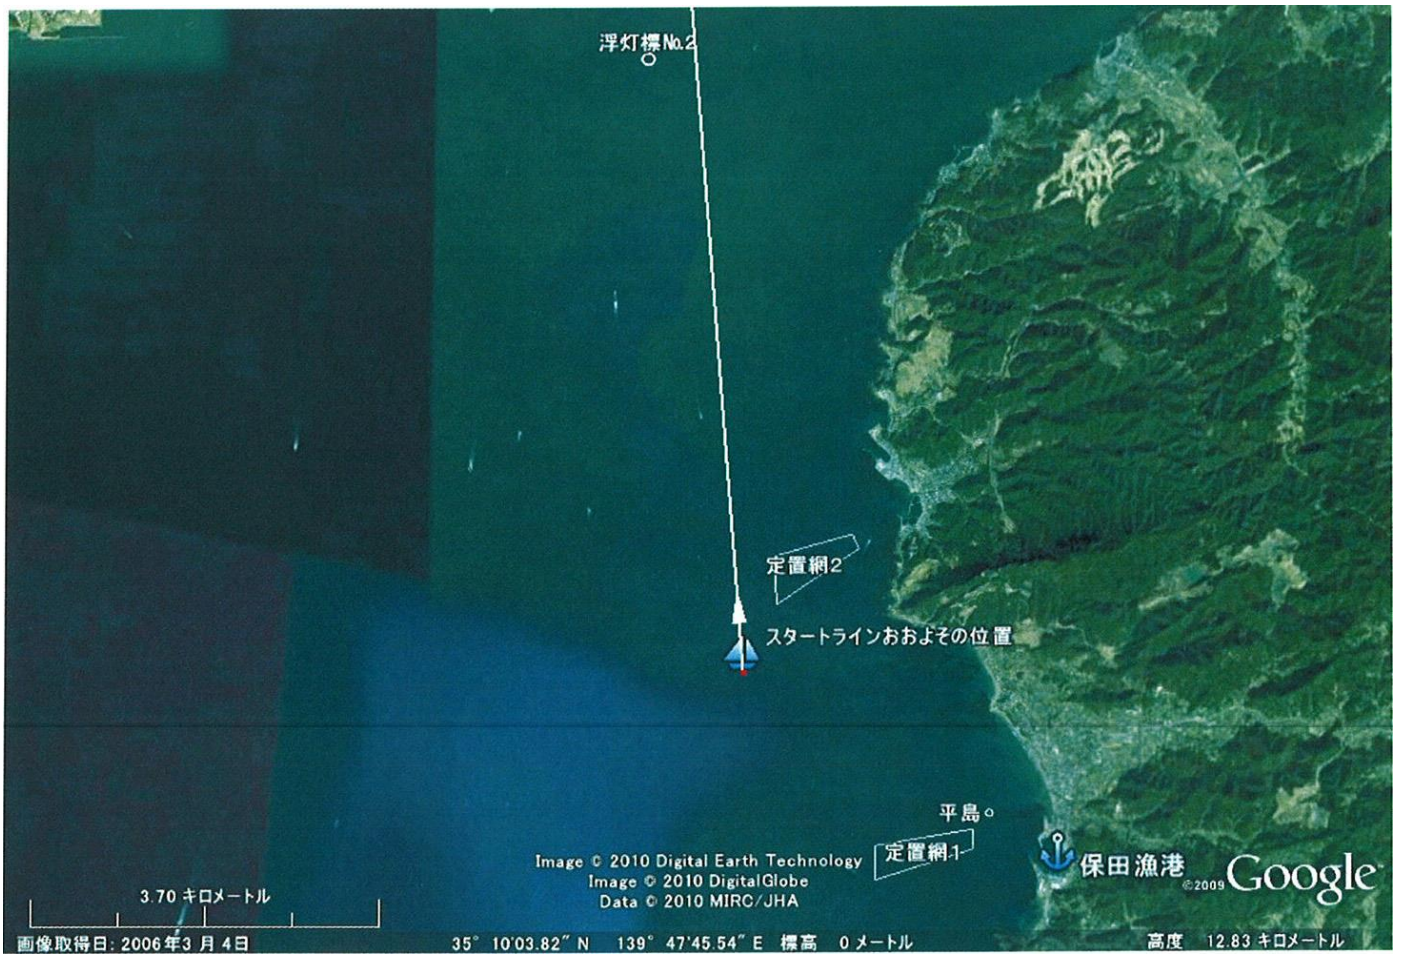 浮灯標No.2
定置網2
スタートラインおおよその位置
平島
定置網1
保田漁港
©2009 Google
Image © 2010 Digital Earth Technology
Image © 2010 DigitalGlobe
Data © 2010 MIRC/JHA
3.70 キロメートル
画像取得日: 2006年3月4日
35° 10'03.82" N 139° 47'45.54" E 標高 0 メートル
高度 12.83 キロメートル